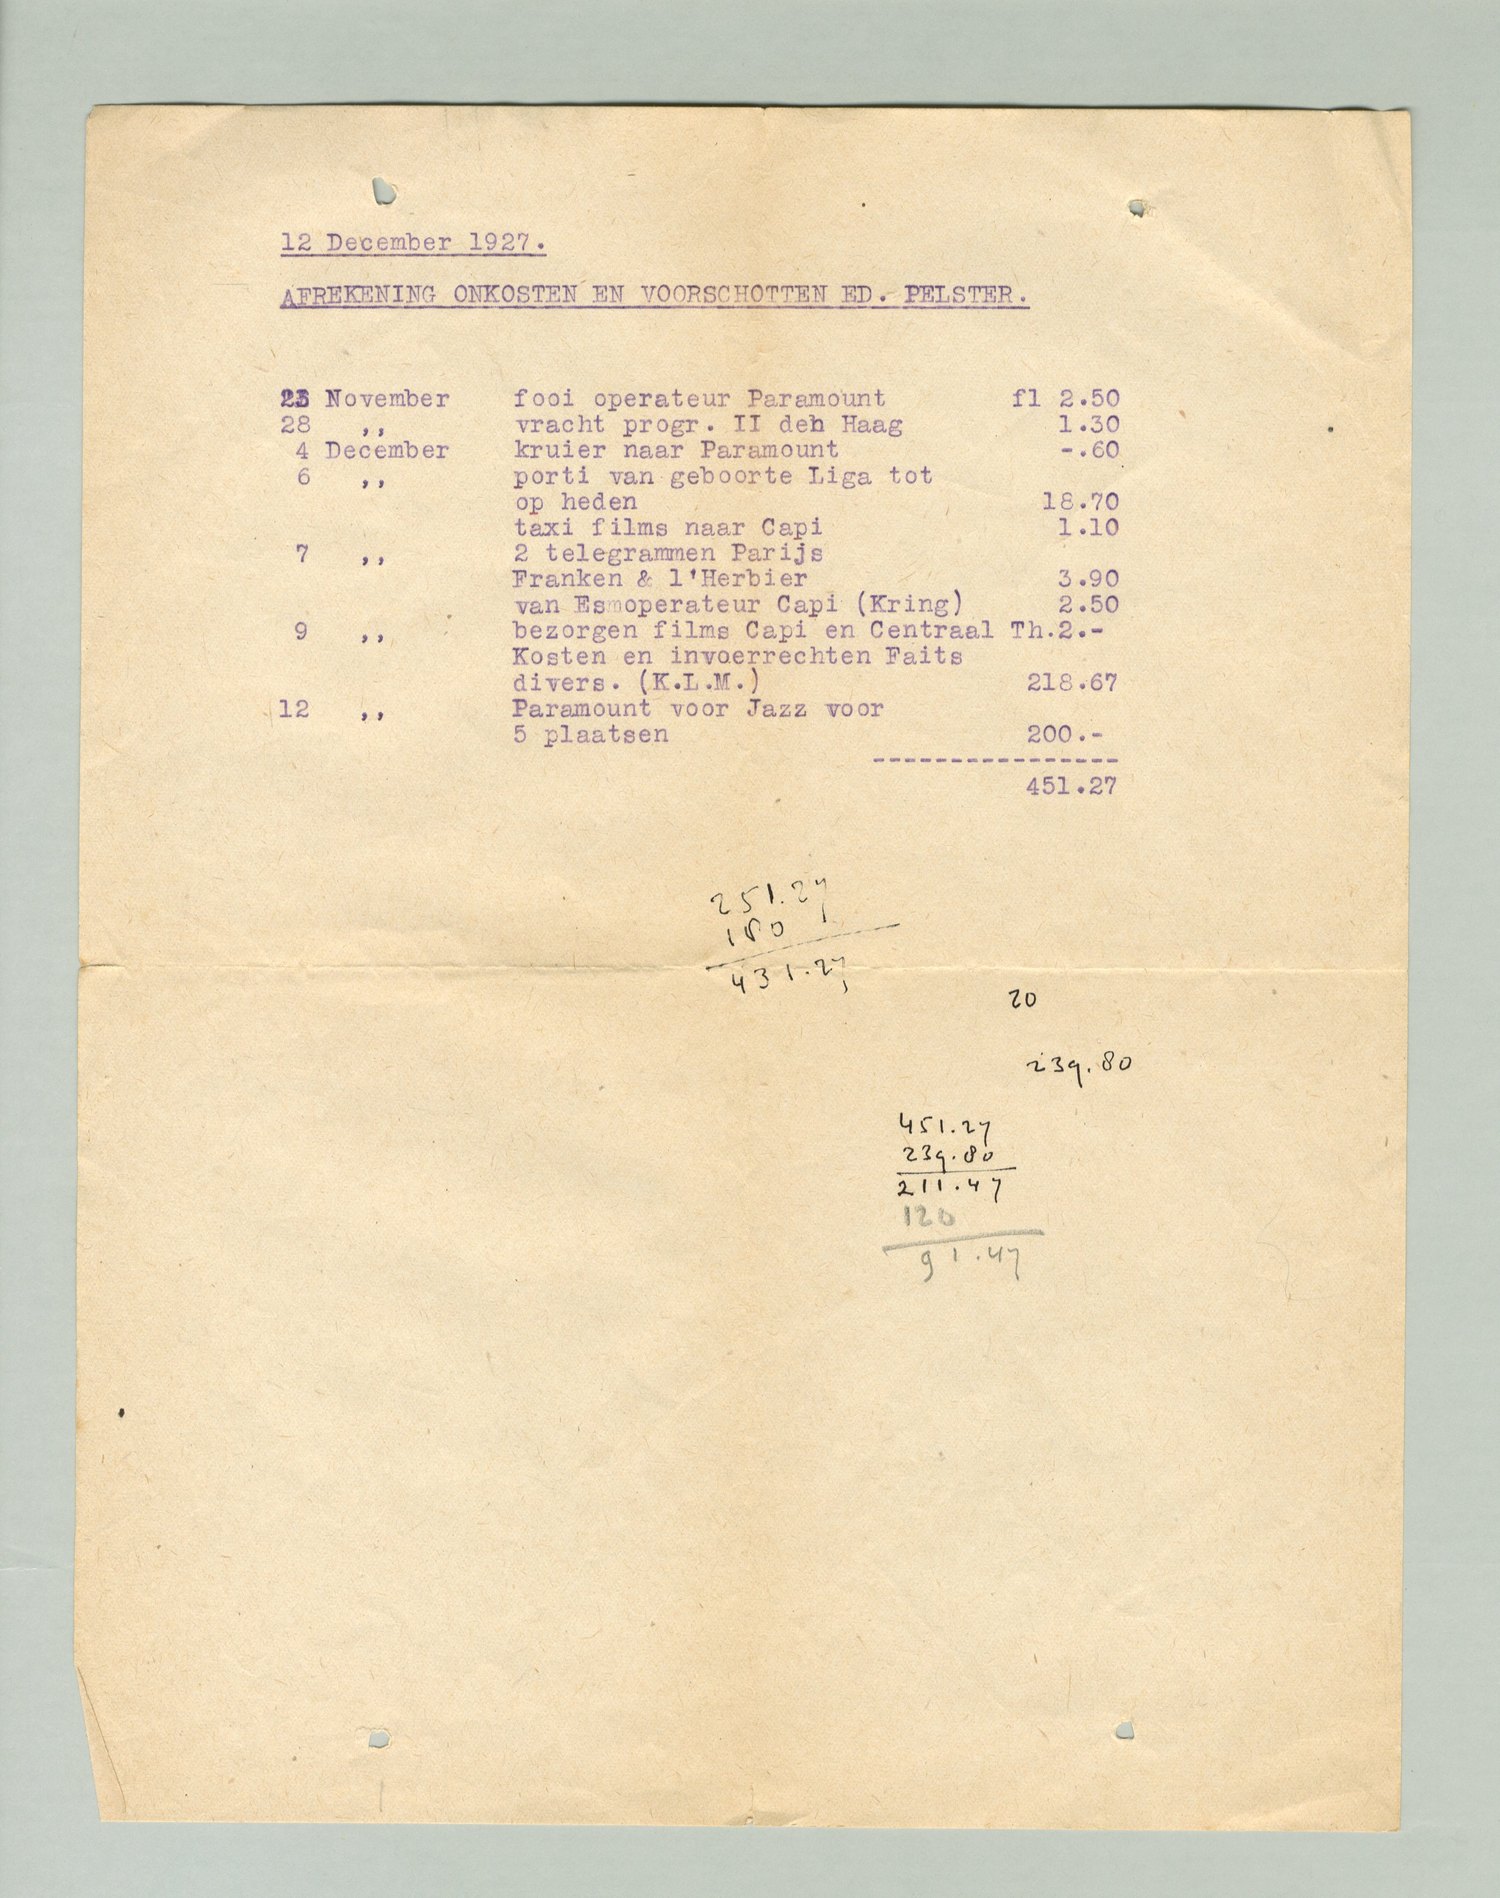 12 December 1927.
AFREKENING ONKOSTEN EN VOORSCHOTTEN ED. PELSTER.
November fooi operateur Paramount fl 2.50
28 ,, vracht progr. II den Haag 1.30
4 December kruier naar Paramount -.60
6 ,, porti van geboorte Liga tot
op heden 18.70
taxi films naar Capi 1.10
7 ,, 2 telegrammen Parijs
Franken & l'Herbier 3.90
van Esmoperateur Capi (Kring) 2.50
9 ,, bezorgen films Capi en Centraal Th.2.-
Kosten en invoerrechten Faits
divers. (K.L.M.) 218.67
12 ,, Paramount voor Jazz voor
5 plaatsen 200.-
----------------
451.27
251.27
180
431.27
20
239.80
451.27
239.80
211.47
120
91.47